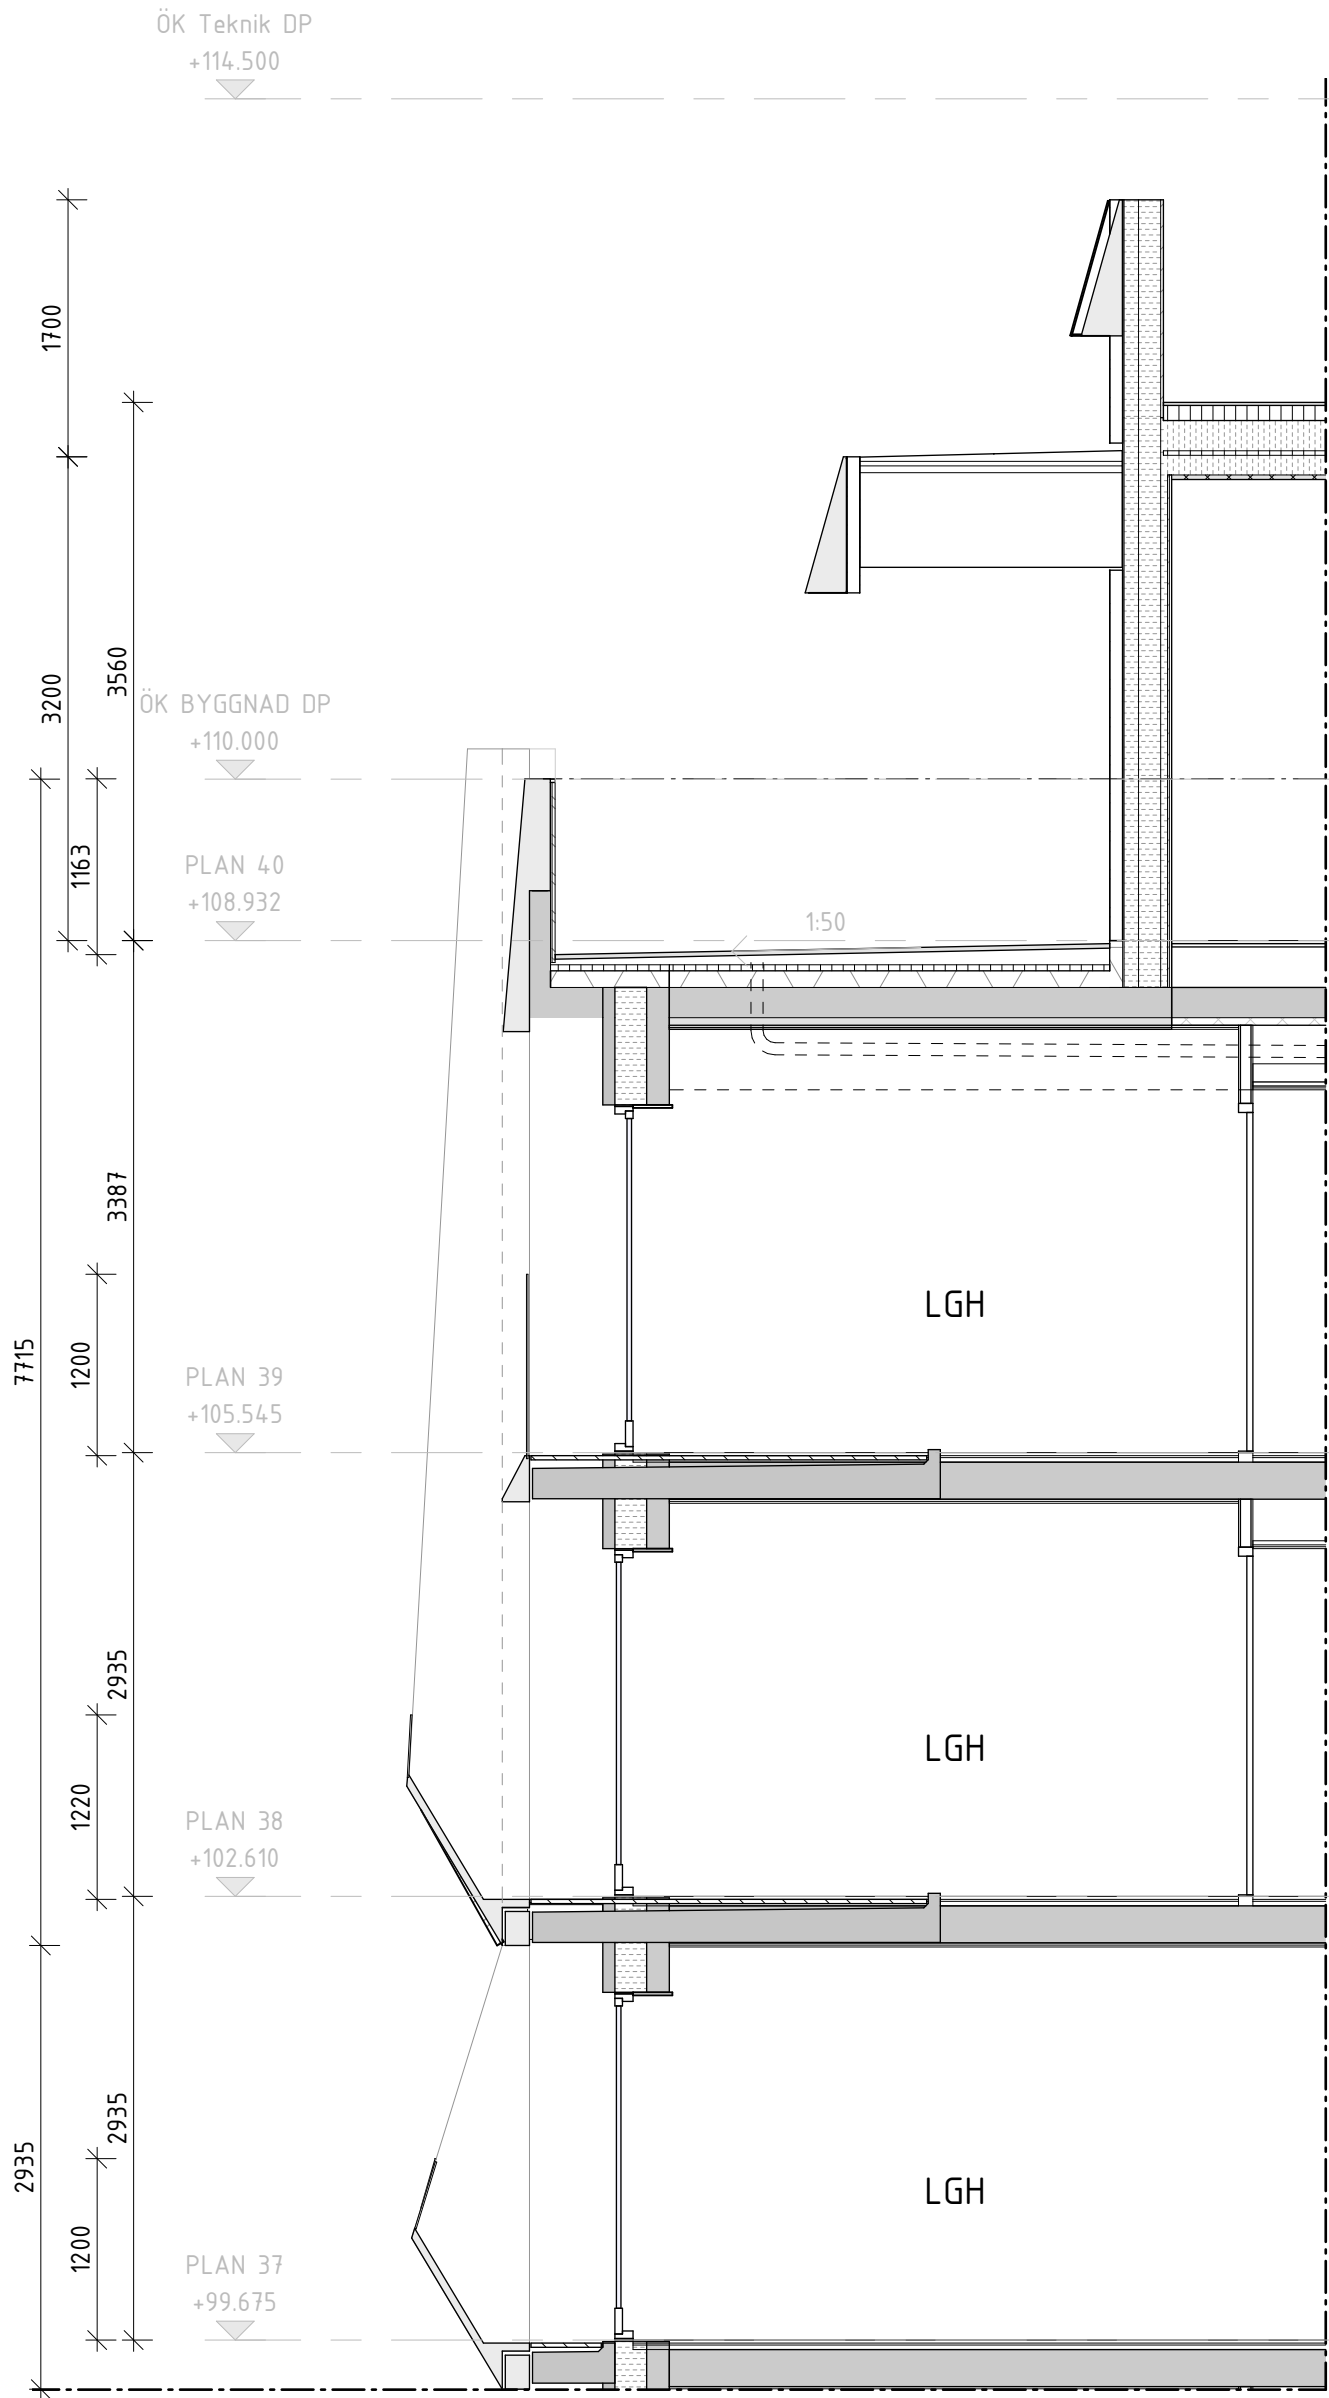 ÖK Teknik DP
+114.500
1700
3560
3200
ÖK BYGGNAD DP
+110.000
1163
PLAN 40
+108.932
1:50
3387
LGH
7715
1200
PLAN 39
+105.545
2935
LGH
1220
PLAN 38
+102.610
2935
2935
LGH
1200
PLAN 37
+99.675